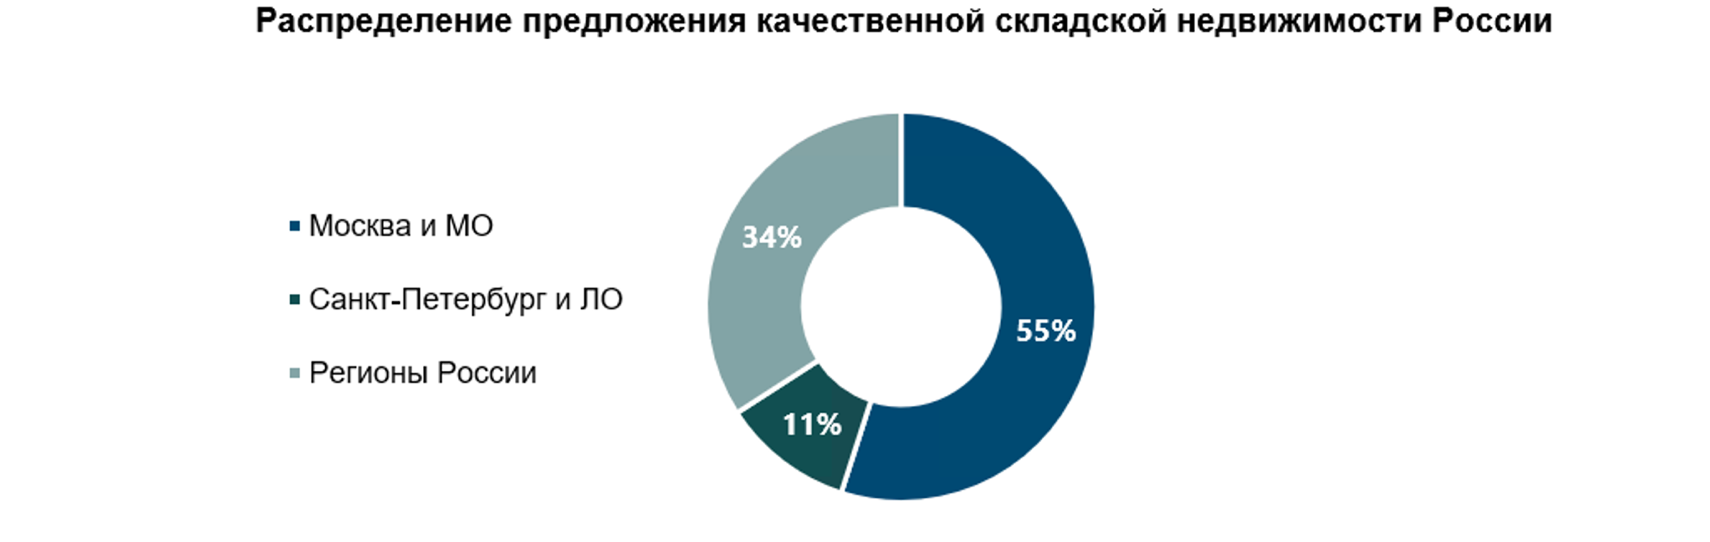 Распределение предложения качественной складской недвижимости России
Москва и МО
Санкт-Петербург и ЛО
Регионы России
34%
55%
11%